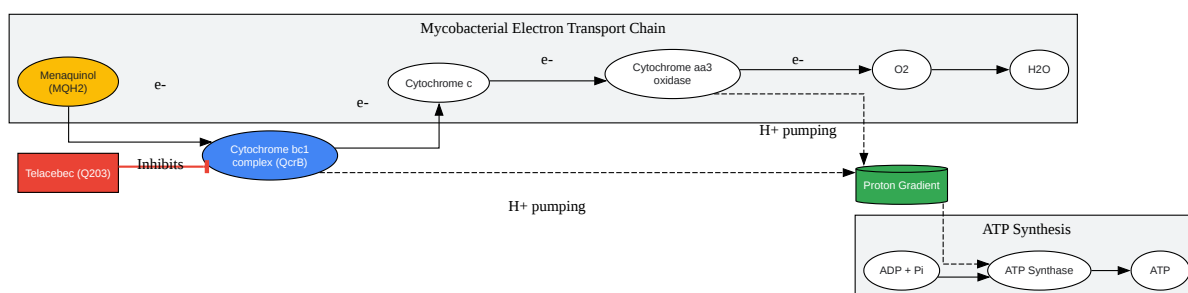 Mycobacterial Electron Transport Chain
Menaquinol
(MQH2)
e-
e-
Cytochrome c
e-
Cytochrome aa3
oxidase
e-
O2
H2O
H+ pumping
Cytochrome bc1
complex (QcrB)
Telacebec (Q203)
Inhibits
Proton Gradient
H+ pumping
ATP Synthesis
ADP + Pi
ATP Synthase
ATP